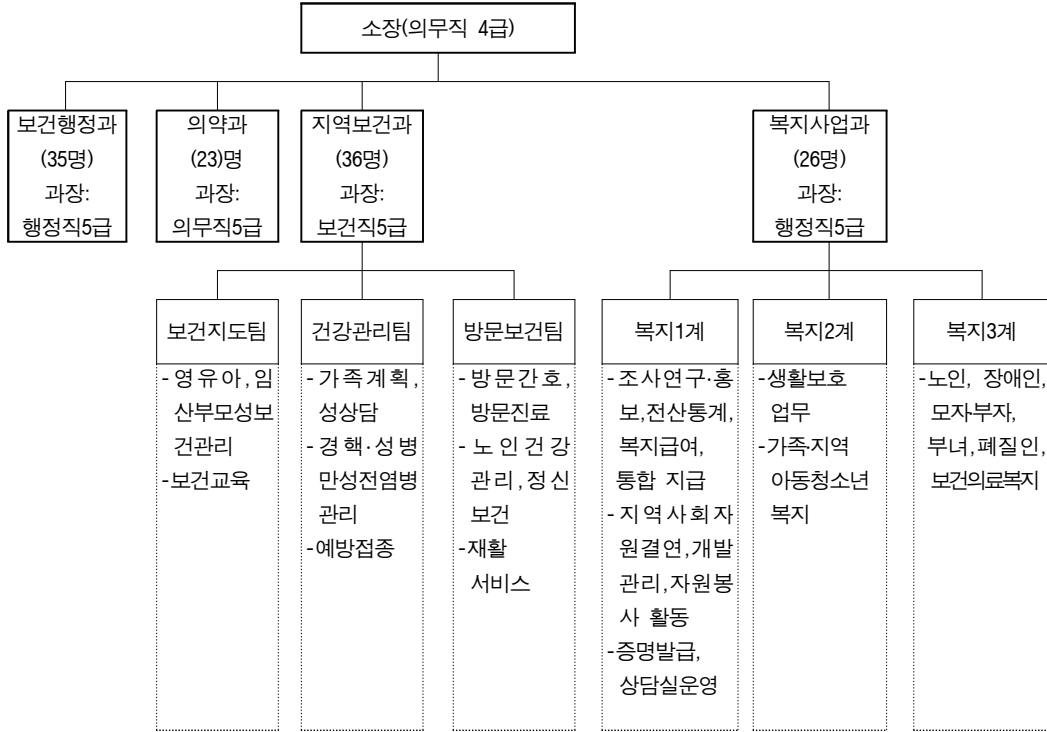 소장(의무직 4급)
보건행정과
(35명)
과장:
행정직5급
의약과
(23)명
과장:
의무직5급
지역보건과
(36명)
과장:
보건직5급
복지사업과
(26명)
과장:
행정직5급
보건지도팀
-영유아,임
산부모성보
건관리
-보건교육
건강관리팀
-가족계획,
성상담
-경핵·성병
만성전염병
관리
-예방접종
방문보건팀
-방문간호,
방문진료
-노인건강
관리,정신
보건
-재활
서비스
복지1계
-조사연구·홍
보,전산통계,
복지급여,
통합 지급
-지역사회자
원결연,개발
관리,자원봉
사 활동
-증명발급,
상담실운영
복지2계
-생활보호
업무
-가족·지역
아동청소년
복지
복지3계
-노인, 장애인,
모자·부자,
부녀,폐질인,
보건의료복지